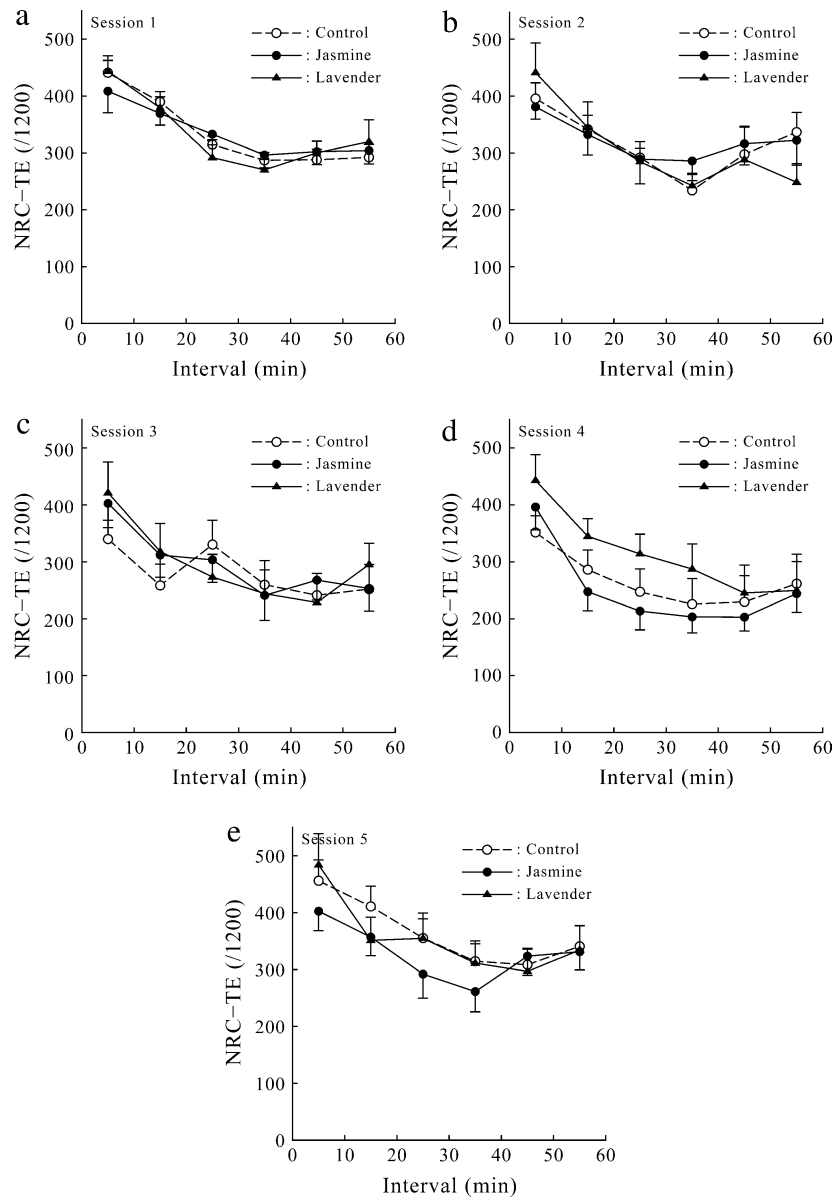 a
Session 1
: Control
: Jasmine
: Lavender
500
400
300
200
100
0
NRC−TE (/1200)
0 10 20 30 40 50 60
Interval (min)
b
Session 2
: Control
: Jasmine
: Lavender
500
400
300
200
100
0
NRC−TE (/1200)
0 10 20 30 40 50 60
Interval (min)
c
Session 3
: Control
: Jasmine
: Lavender
500
400
300
200
100
0
NRC−TE (/1200)
0 10 20 30 40 50 60
Interval (min)
d
Session 4
: Control
: Jasmine
: Lavender
500
400
300
200
100
0
NRC−TE (/1200)
0 10 20 30 40 50 60
Interval (min)
e
Session 5
: Control
: Jasmine
: Lavender
500
400
300
200
100
0
NRC−TE (/1200)
0 10 20 30 40 50 60
Interval (min)